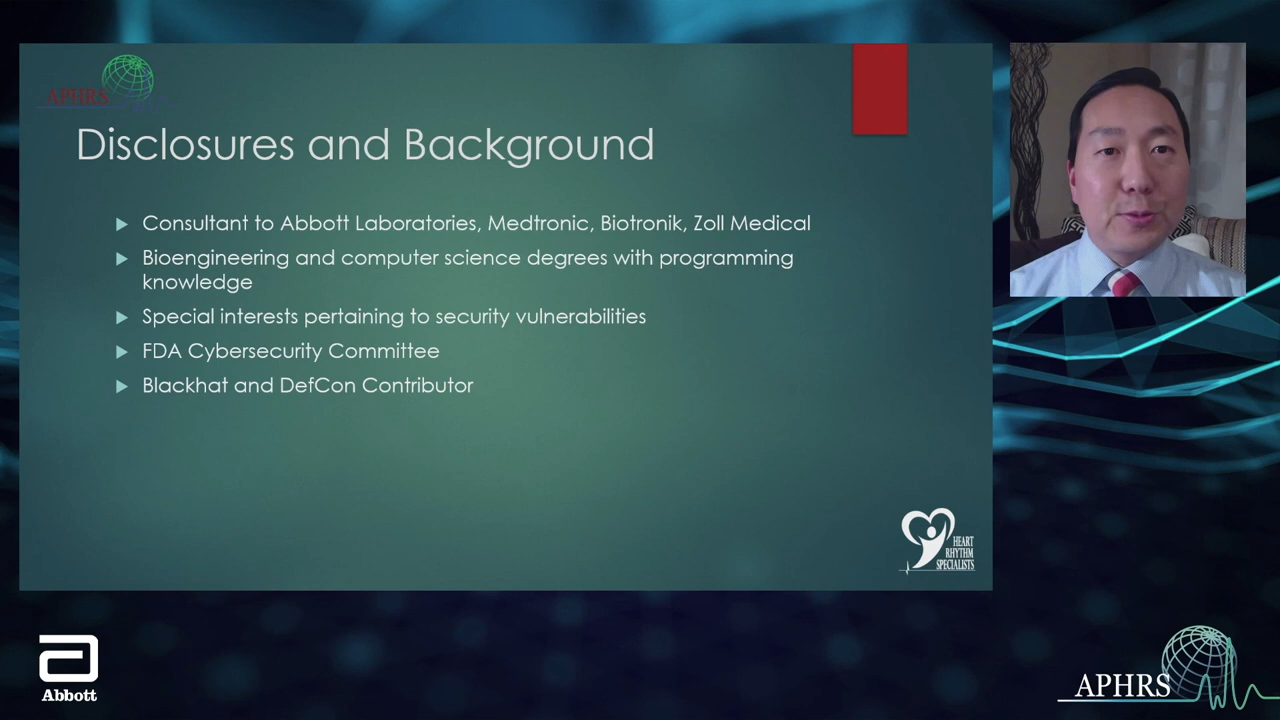 APHRS
Disclosures and Background
Consultant to Abbott Laboratories, Medtronic, Biotronik, Zoll Medical
Bioengineering and computer science degrees with programming
knowledge
Special interests pertaining to security vulnerabilities
FDA Cybersecurity Committee
Blackhat and DefCon Contributor
HEART
RHYTHM
SPECIALISTS
Abbott
APHRS